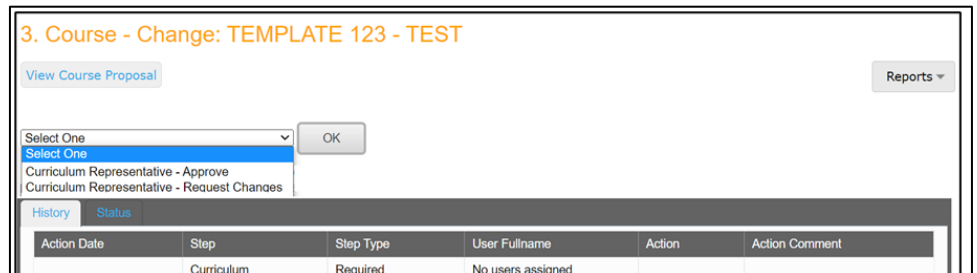 3. Course - Change: TEMPLATE 123 - TEST
View Course Proposal
Reports
Select One
OK
Select One
Curriculum Representative - Approve
Curriculum Representative - Request Changes
History Status
Action Date Step Step Type User Fullname Action Action Comment
Curriculum Required No users assigned